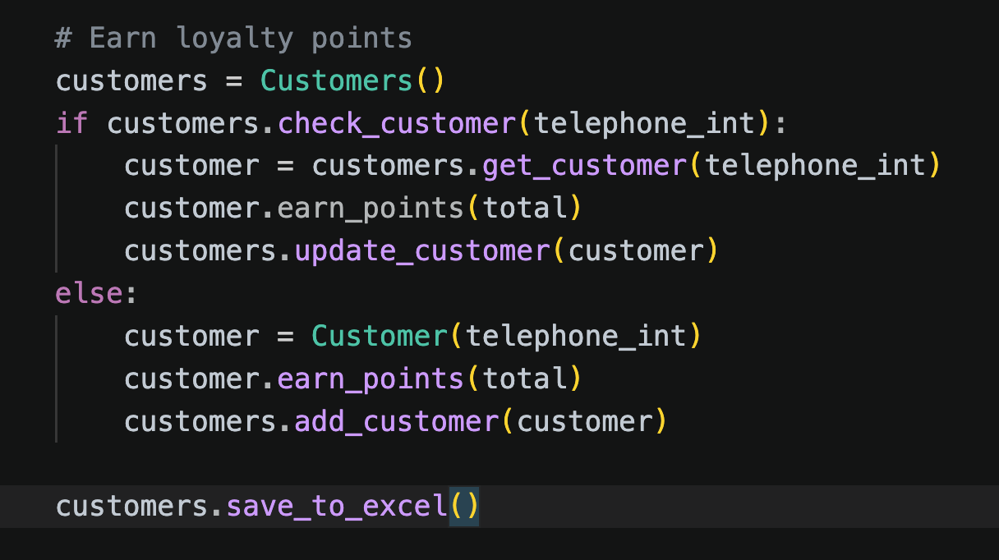 # Earn loyalty points
customers = Customers()
if customers.check_customer(telephone_int):
    customer = customers.get_customer(telephone_int)
    customer.earn_points(total)
    customers.update_customer(customer)
else:
    customer = Customer(telephone_int)
    customer.earn_points(total)
    customers.add_customer(customer)

customers.save_to_excel()